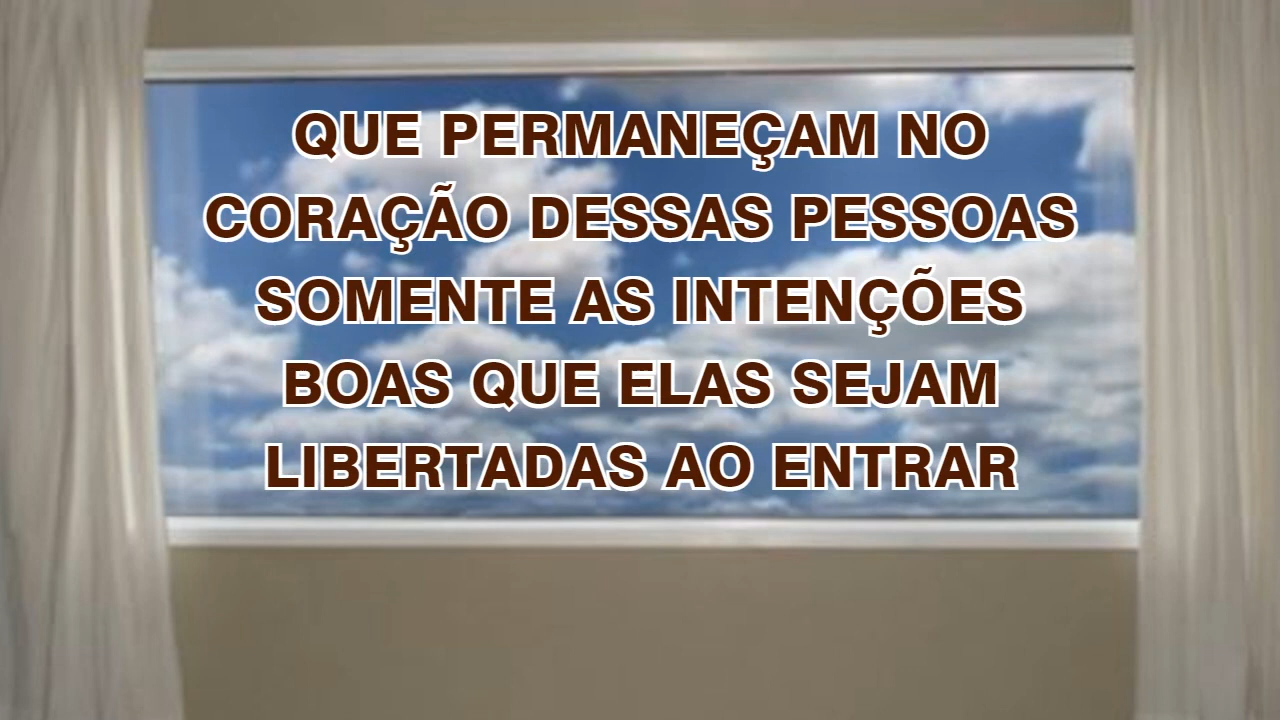 QUE PERMANEÇAM NO
CORAÇÃO DESSAS PESSOAS
SOMENTE AS INTENÇÕES
BOAS QUE ELAS SEJAM
LIBERTADAS AO ENTRAR